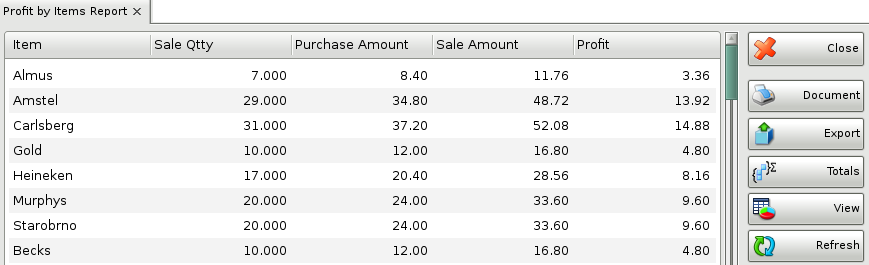 Profit by Items Report ×
Item Sale Qtty Purchase Amount Sale Amount Profit
Almus 7.000 8.40 11.76 3.36
Amstel 29.000 34.80 48.72 13.92
Carlsberg 31.000 37.20 52.08 14.88
Gold 10.000 12.00 16.80 4.80
Heineken 17.000 20.40 28.56 8.16
Murphys 20.000 24.00 33.60 9.60
Starobrno 20.000 24.00 33.60 9.60
Becks 10.000 12.00 16.80 4.80
Close
Document
Export
Totals
View
Refresh